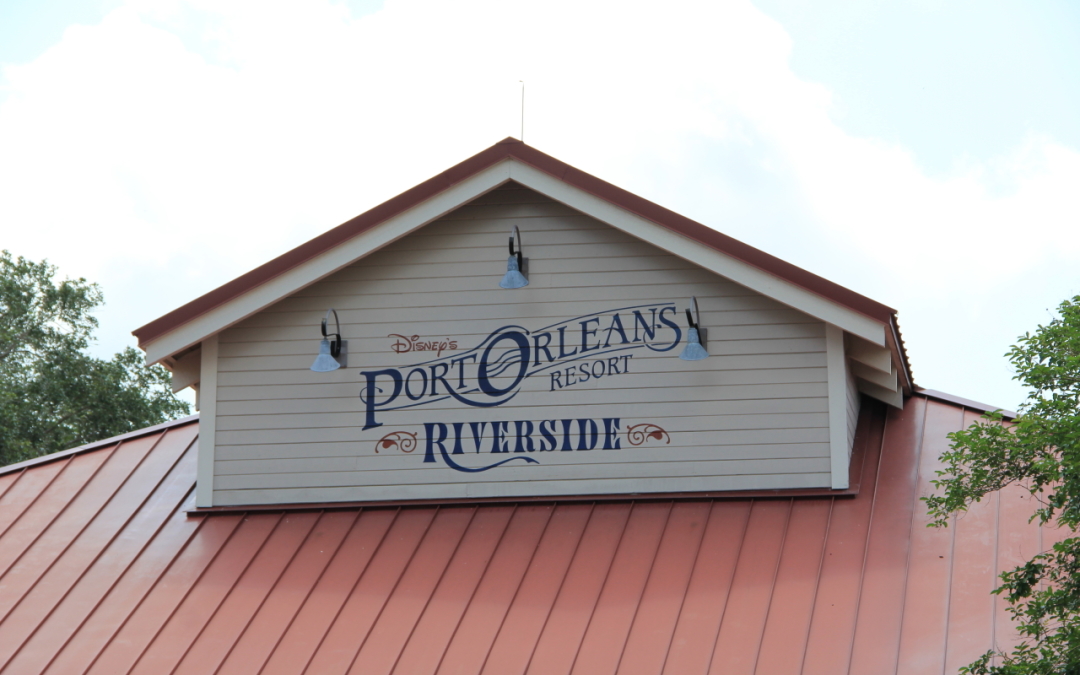 Disney's
Port Orleans
Resort
Riverside